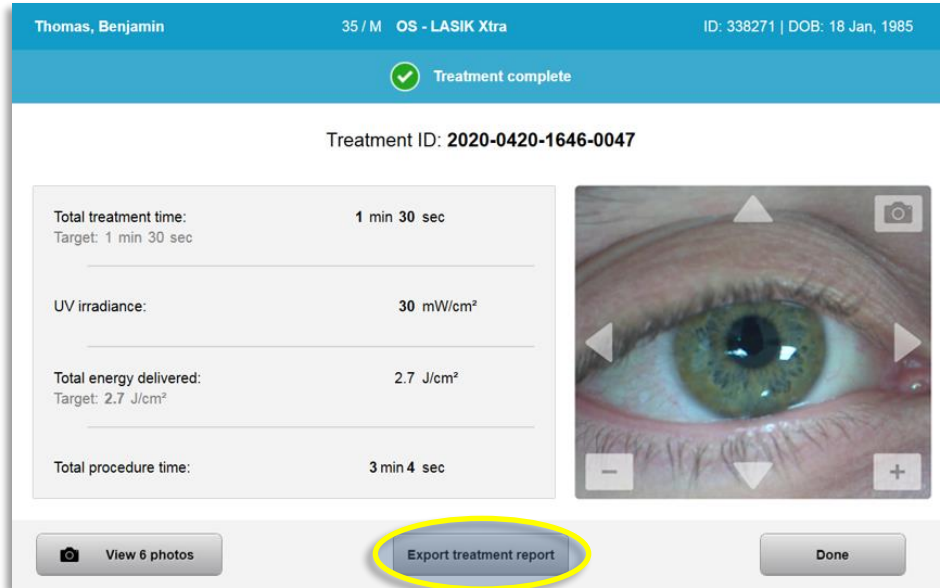 Thomas, Benjamin 35 / M OS - LASIK Xtra ID: 338271 | DOB: 18 Jan, 1985
Treatment complete
Treatment ID: 2020-0420-1646-0047
Total treatment time: 1 min 30 sec
Target: 1 min 30 sec
UV irradiance: 30 mW/cm²
Total energy delivered: 2.7 J/cm²
Target: 2.7 J/cm²
Total procedure time: 3 min 4 sec
View 6 photos Export treatment report Done